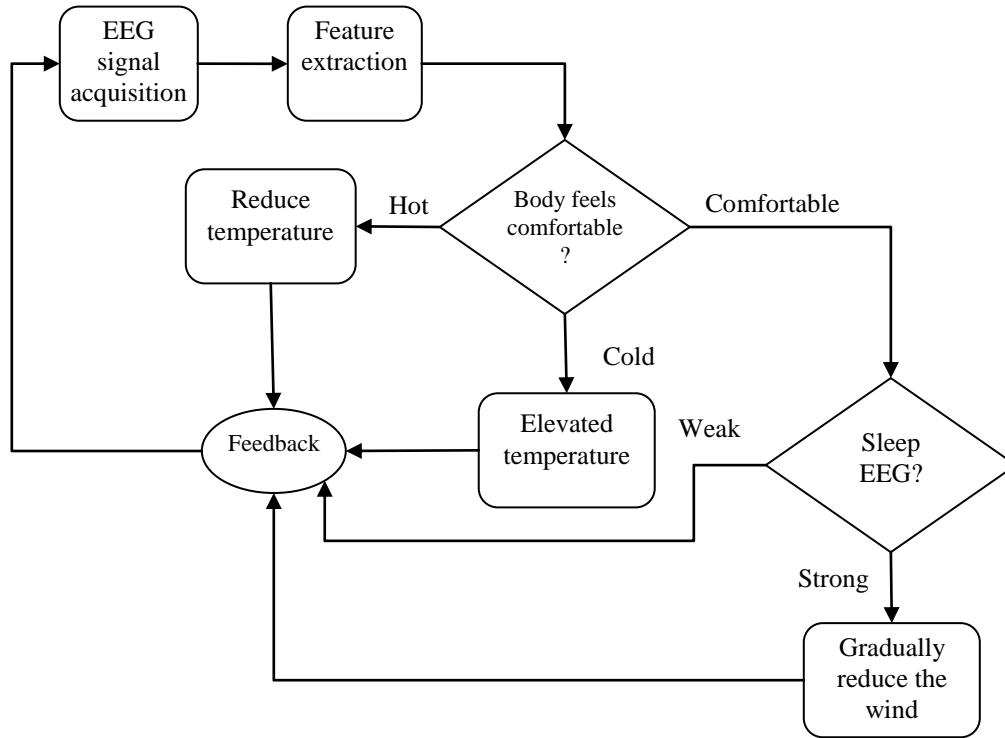 EEG
signal
acquisition
Feature
extraction
Body feels
comfortable
?
Hot
Comfortable
Reduce
temperature
Cold
Elevated
temperature
Weak
Feedback
Sleep
EEG?
Strong
Gradually
reduce the
wind